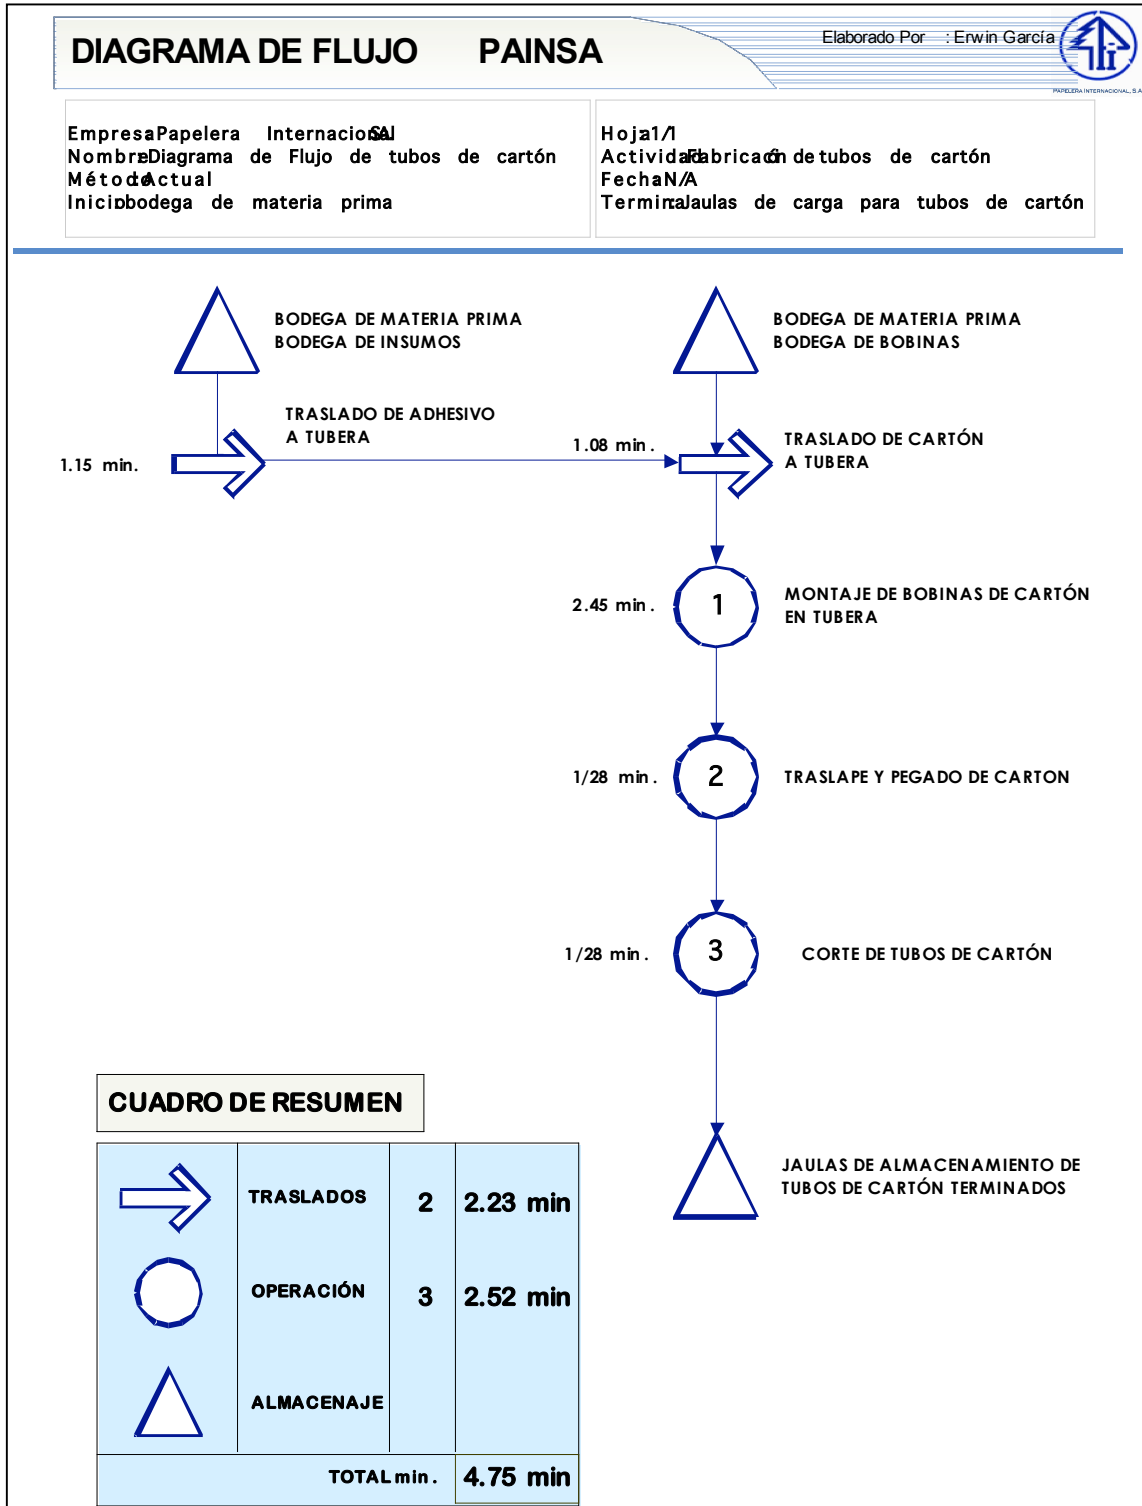 DIAGRAMA DE FLUJO PAINSA
Elaborado Por : Erwin García
PAPELERA INTERNACIONAL, S.A.
Empresa: Papelera Internacional SA.
Nombre: Diagrama de Flujo de tubos de cartón
Método: Actual
Inicio: bodega de materia prima
Hoja: 1/1
Actividad: Fabricación de tubos de cartón
Fecha: N/A
Termina: Jaulas de carga para tubos de cartón
BODEGA DE MATERIA PRIMA
BODEGA DE INSUMOS
BODEGA DE MATERIA PRIMA
BODEGA DE BOBINAS
TRASLADO DE ADHESIVO
A TUBERA
1.15 min.
1.08 min.
TRASLADO DE CARTÓN
A TUBERA
2.45 min.
1
MONTAJE DE BOBINAS DE CARTÓN
EN TUBERA
1/28 min.
2
TRASLAPE Y PEGADO DE CARTON
1/28 min.
3
CORTE DE TUBOS DE CARTÓN
JAULAS DE ALMACENAMIENTO DE
TUBOS DE CARTÓN TERMINADOS
CUADRO DE RESUMEN
TRASLADOS 2 2.23 min
OPERACIÓN 3 2.52 min
ALMACENAJE
TOTAL min. 4.75 min